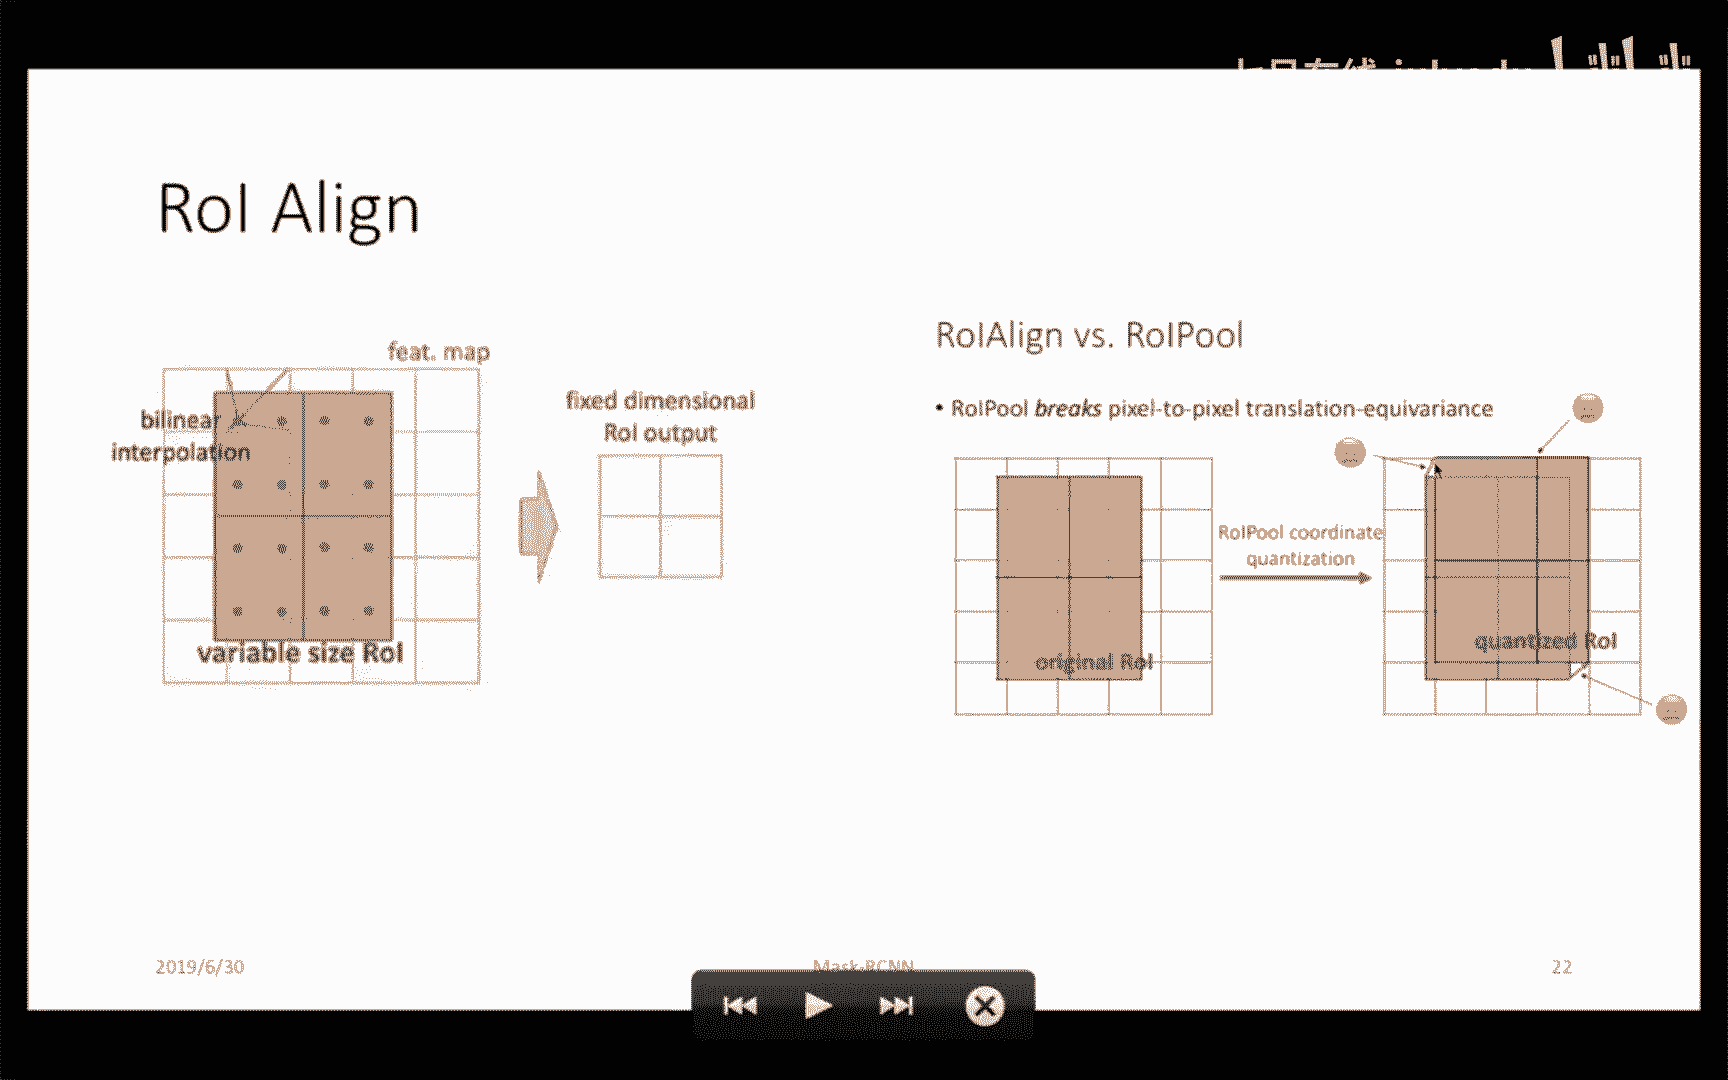 RoI Align
feat. map
bilinear
interpolation
variable size RoI
fixed dimensional
RoI output
RoIAlign vs. RoIPool
• RoIPool breaks pixel-to-pixel translation-equivariance
original RoI
RoIPool coordinate
quantization
quantized RoI
2019/6/30
Mask-RCNN
22